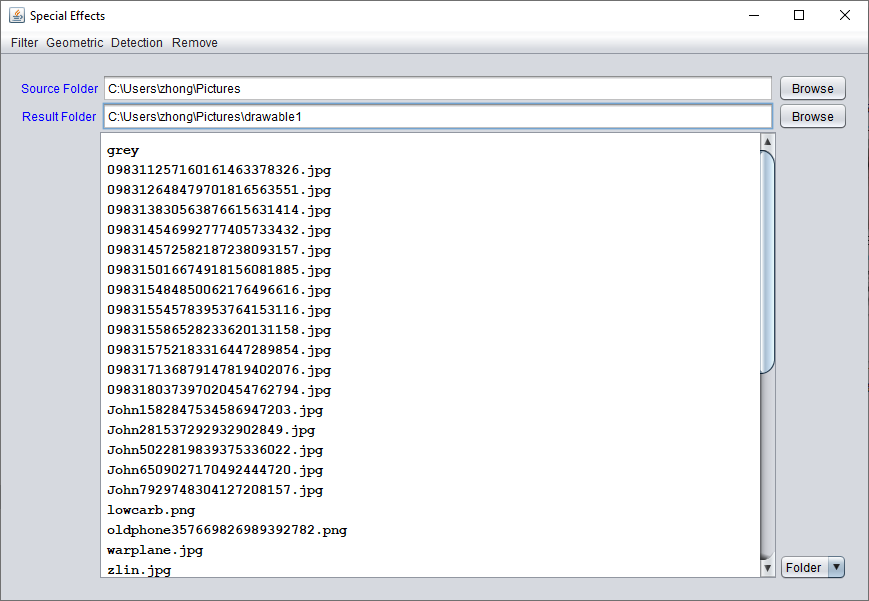 Special Effects
Filter Geometric Detection Remove
Source Folder C:\Users\zhong\Pictures Browse
Result Folder C:\Users\zhong\Pictures\drawable1 Browse
grey
098311257160161463378326.jpg
098312648479701816563551.jpg
098313830563876615631414.jpg
098314546992777405733432.jpg
098314572582187238093157.jpg
098315016674918156081885.jpg
098315484850062176496616.jpg
098315545783953764153116.jpg
098315586528233620131158.jpg
098315752183316447289854.jpg
098317136879147819402076.jpg
098318037397020454762794.jpg
John1582847534586947203.jpg
John281537292932902849.jpg
John5022819839375336022.jpg
John6509027170492444720.jpg
John7929748304127208157.jpg
lowcarb.png
oldphone357669826989392782.png
warplane.jpg
zlin.jpg
Folder